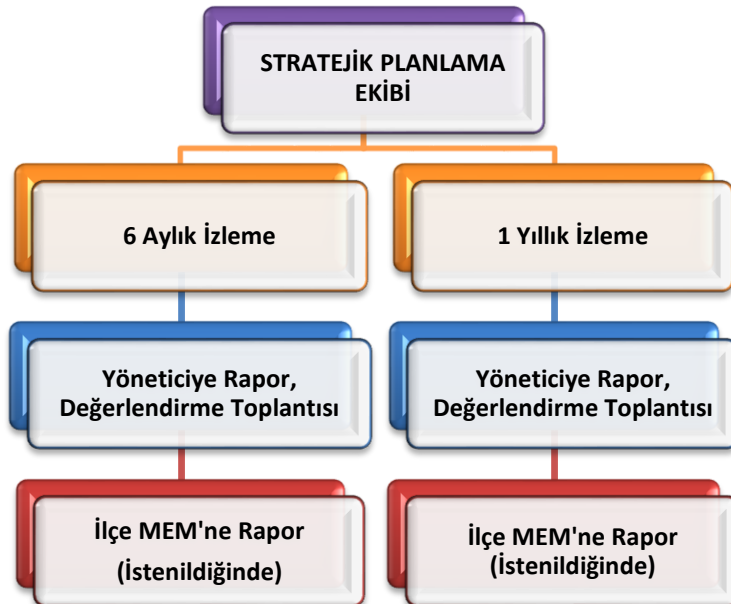 STRATEJİK PLANLAMA
EKİBİ
6 Aylık İzleme
1 Yıllık İzleme
Yöneticiye Rapor,
Değerlendirme Toplantısı
Yöneticiye Rapor,
Değerlendirme Toplantısı
İlçe MEM'ne Rapor
(İstenildiğinde)
İlçe MEM'ne Rapor
(İstenildiğinde)